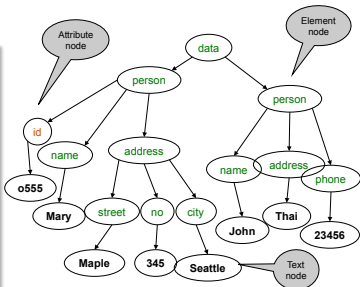 Attribute
node
Element
node
data
person
person
id
name
address
name
address
phone
o555
Mary
street
no
city
John
Thai
23456
Maple
345
Seattle
Text
node